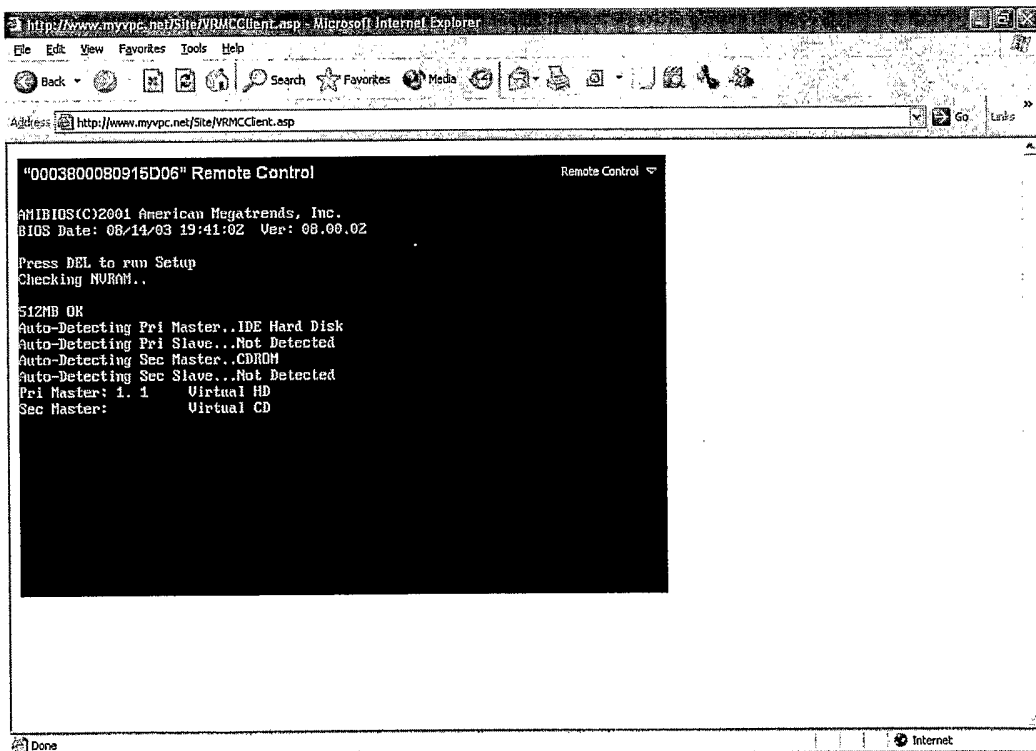 http://www.myvpc.net/Site/VRMCClient.asp - Microsoft Internet Explorer
File Edit View Favorites Tools Help
Back Search Favorites Media
Address http://www.myvpc.net/Site/VRMCClient.asp Go Links »
"0003800080915D06" Remote Control Remote Control
AMIBIOS(C)2001 American Megatrends, Inc.
BIOS Date: 08/14/03 19:41:02 Ver: 08.00.02
Press DEL to run Setup
Checking NVRAM..
512MB OK
Auto-Detecting Pri Master..IDE Hard Disk
Auto-Detecting Pri Slave...Not Detected
Auto-Detecting Sec Master..CDROM
Auto-Detecting Sec Slave...Not Detected
Pri Master: 1. 1 Virtual HD
Sec Master: Virtual CD
Done Internet